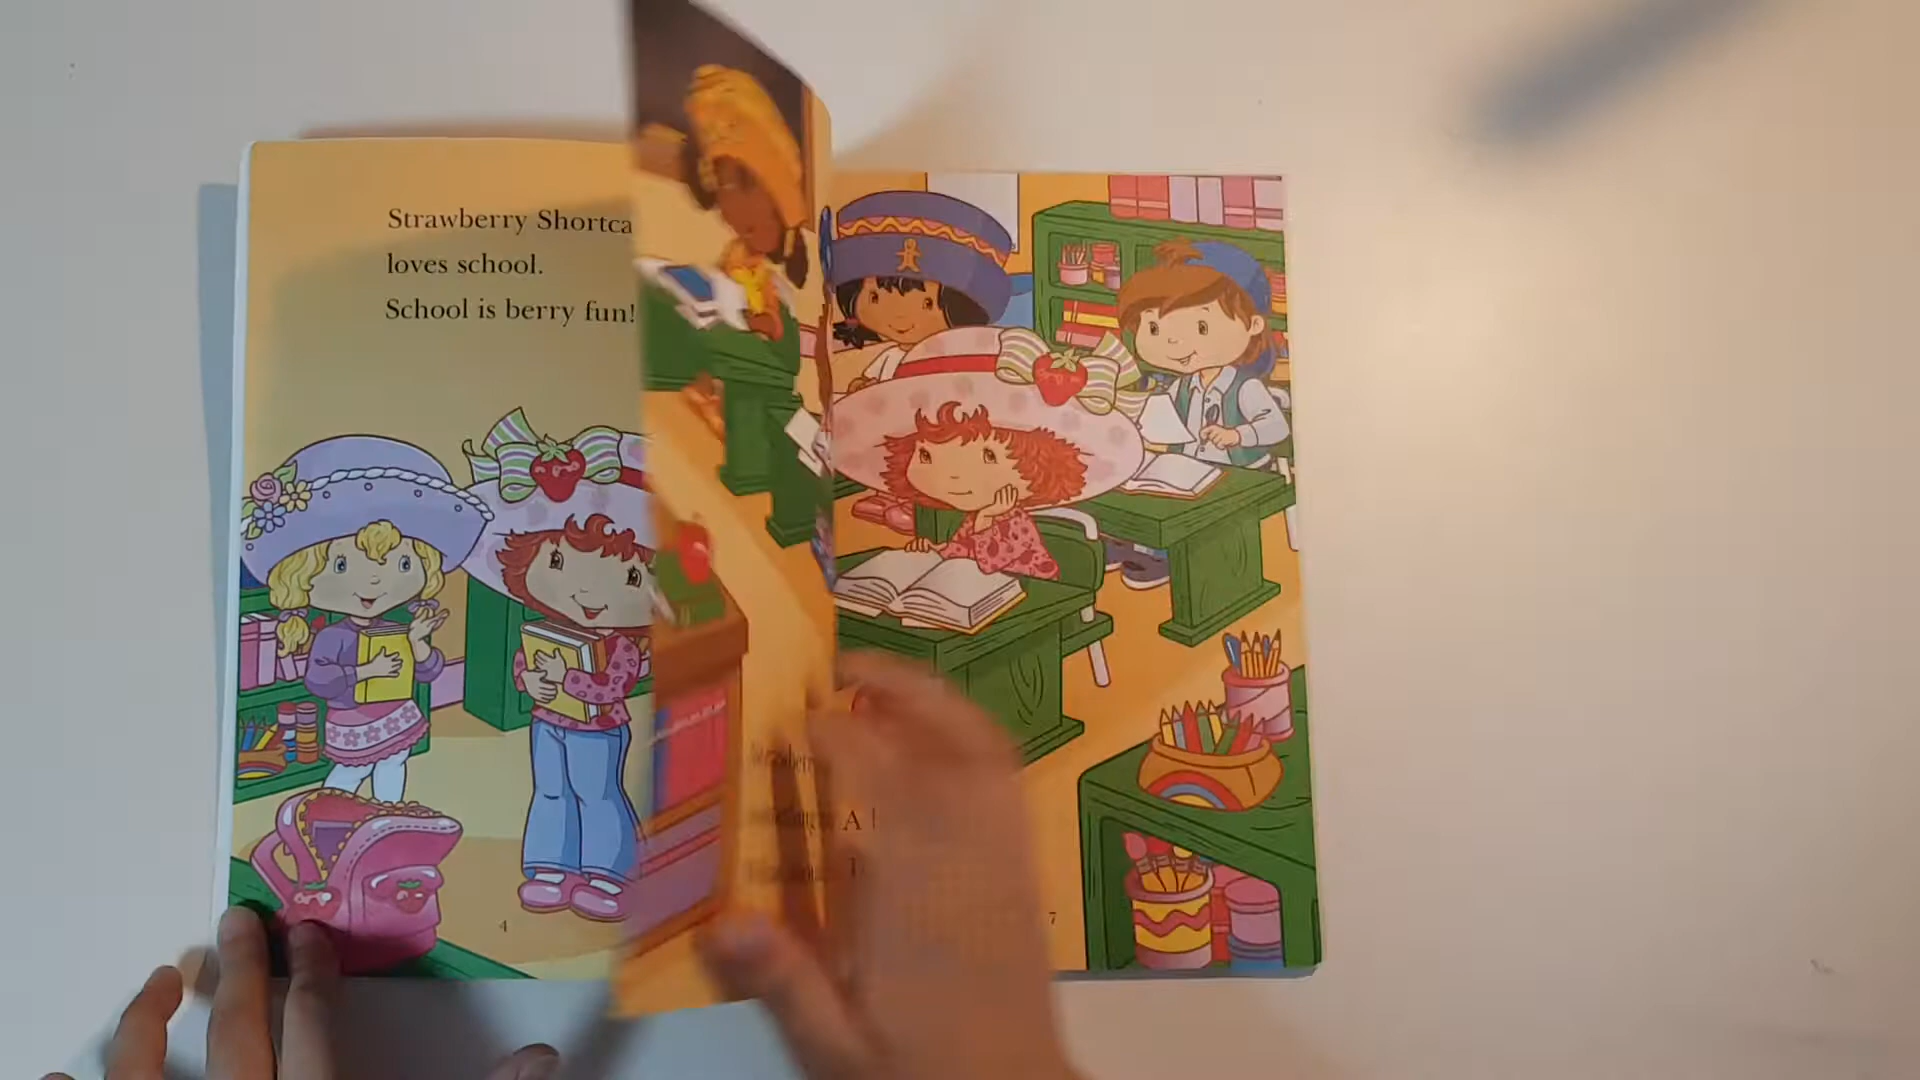 Strawberry Shortca
loves school.
School is berry fun!
4
A
7